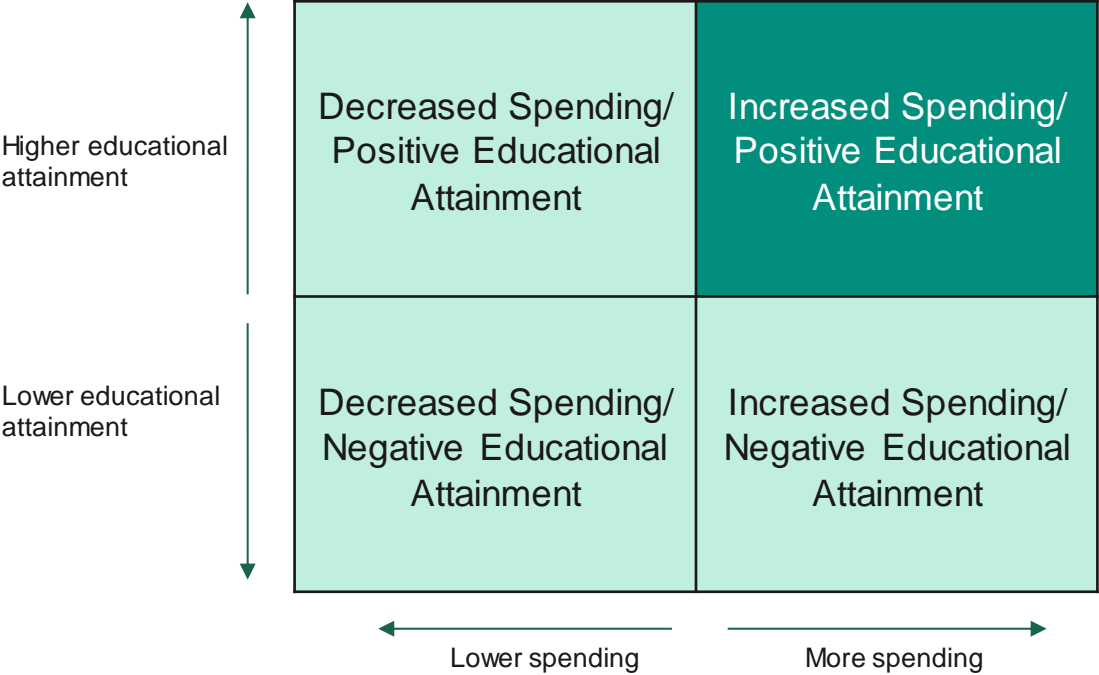 Higher educational
attainment
Decreased Spending/
Positive Educational
Attainment
Increased Spending/
Positive Educational
Attainment
Lower educational
attainment
Decreased Spending/
Negative Educational
Attainment
Increased Spending/
Negative Educational
Attainment
Lower spending
More spending